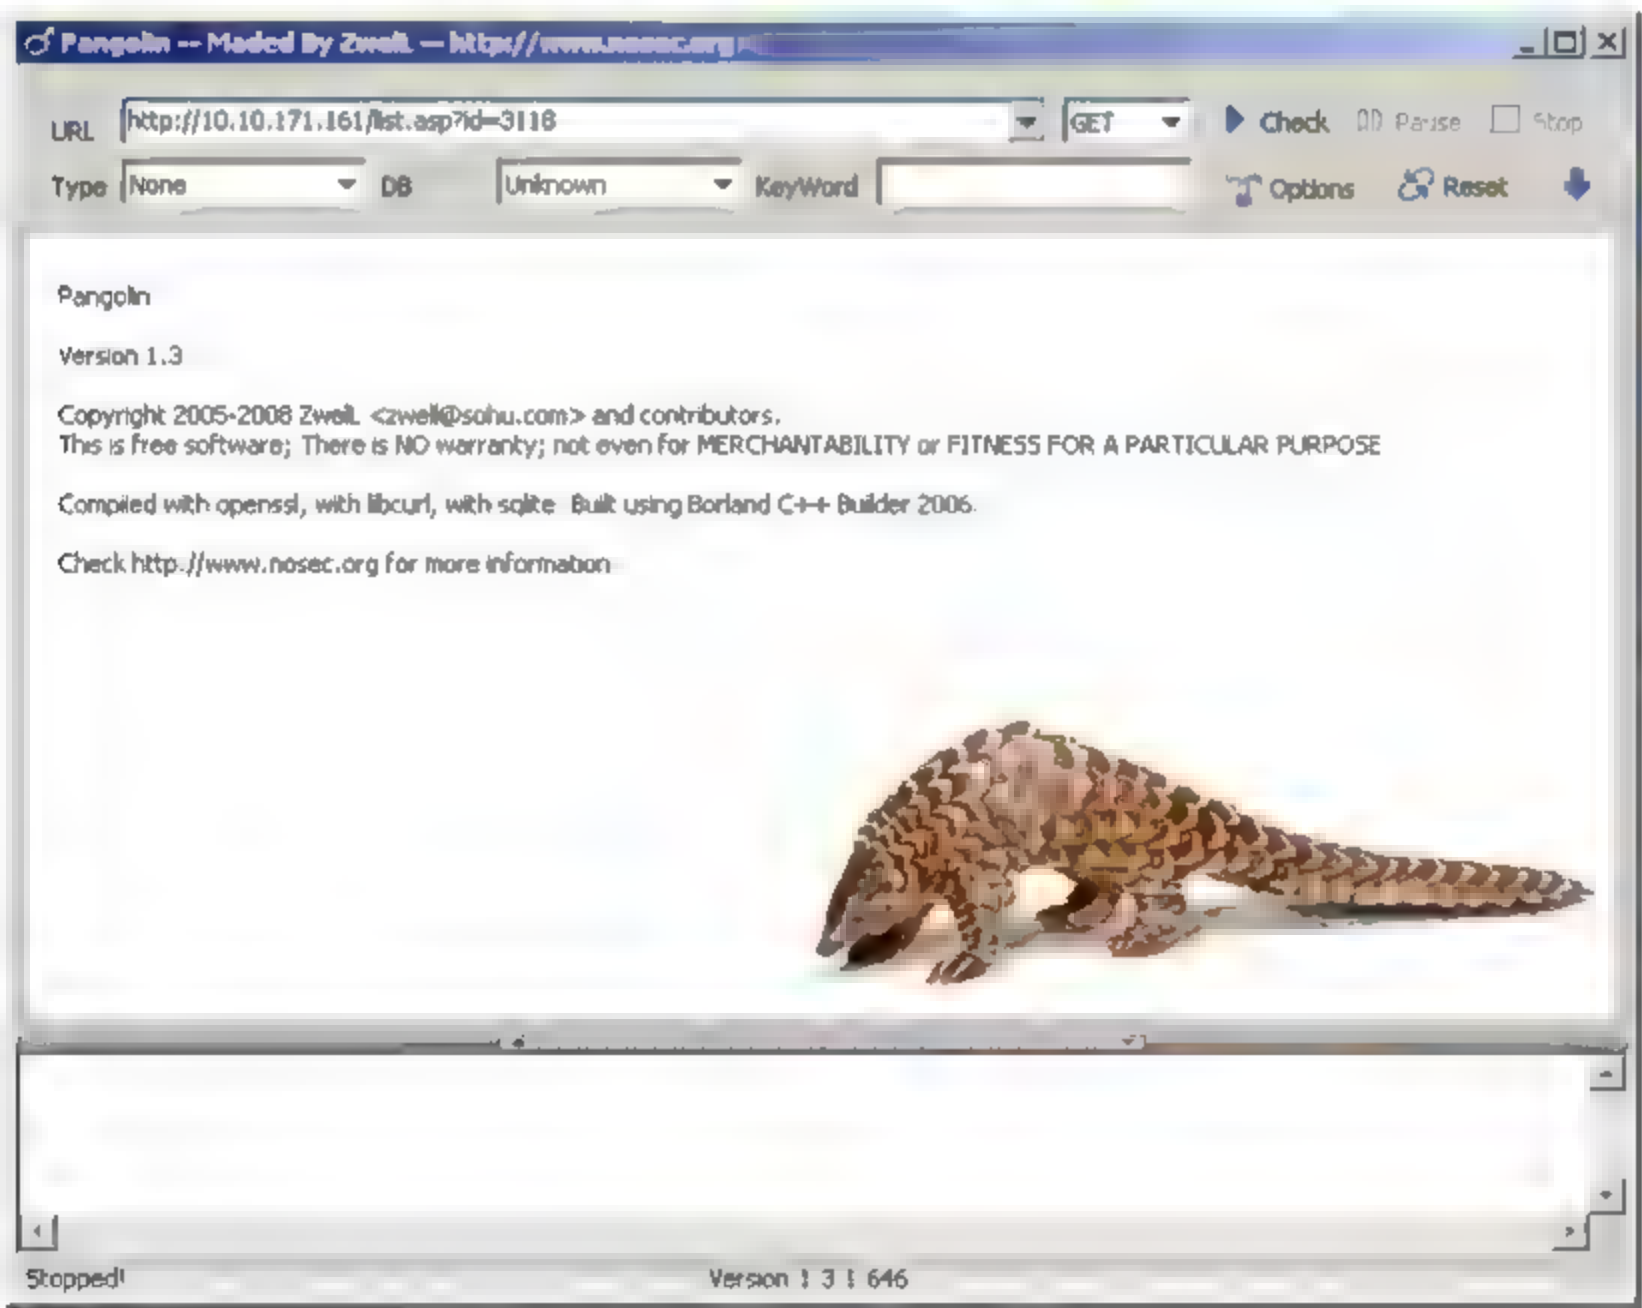 Pangolin -- Maded By ZwelL -- http://www.nosec.org
URL http://10.10.171.161/list.asp?id=3118 GET Check Pause Stop
Type None DB Unknown KeyWord Options Reset
Pangolin
Version 1.3
Copyright 2005-2008 ZwelL <zwell@sohu.com> and contributors.
This is free software; There is NO warranty; not even for MERCHANTABILITY or FITNESS FOR A PARTICULAR PURPOSE
Compiled with openssl, with libcurl, with sqlite Built using Borland C++ Builder 2006.
Check http://www.nosec.org for more information
Stopped! Version 1 3 1 646